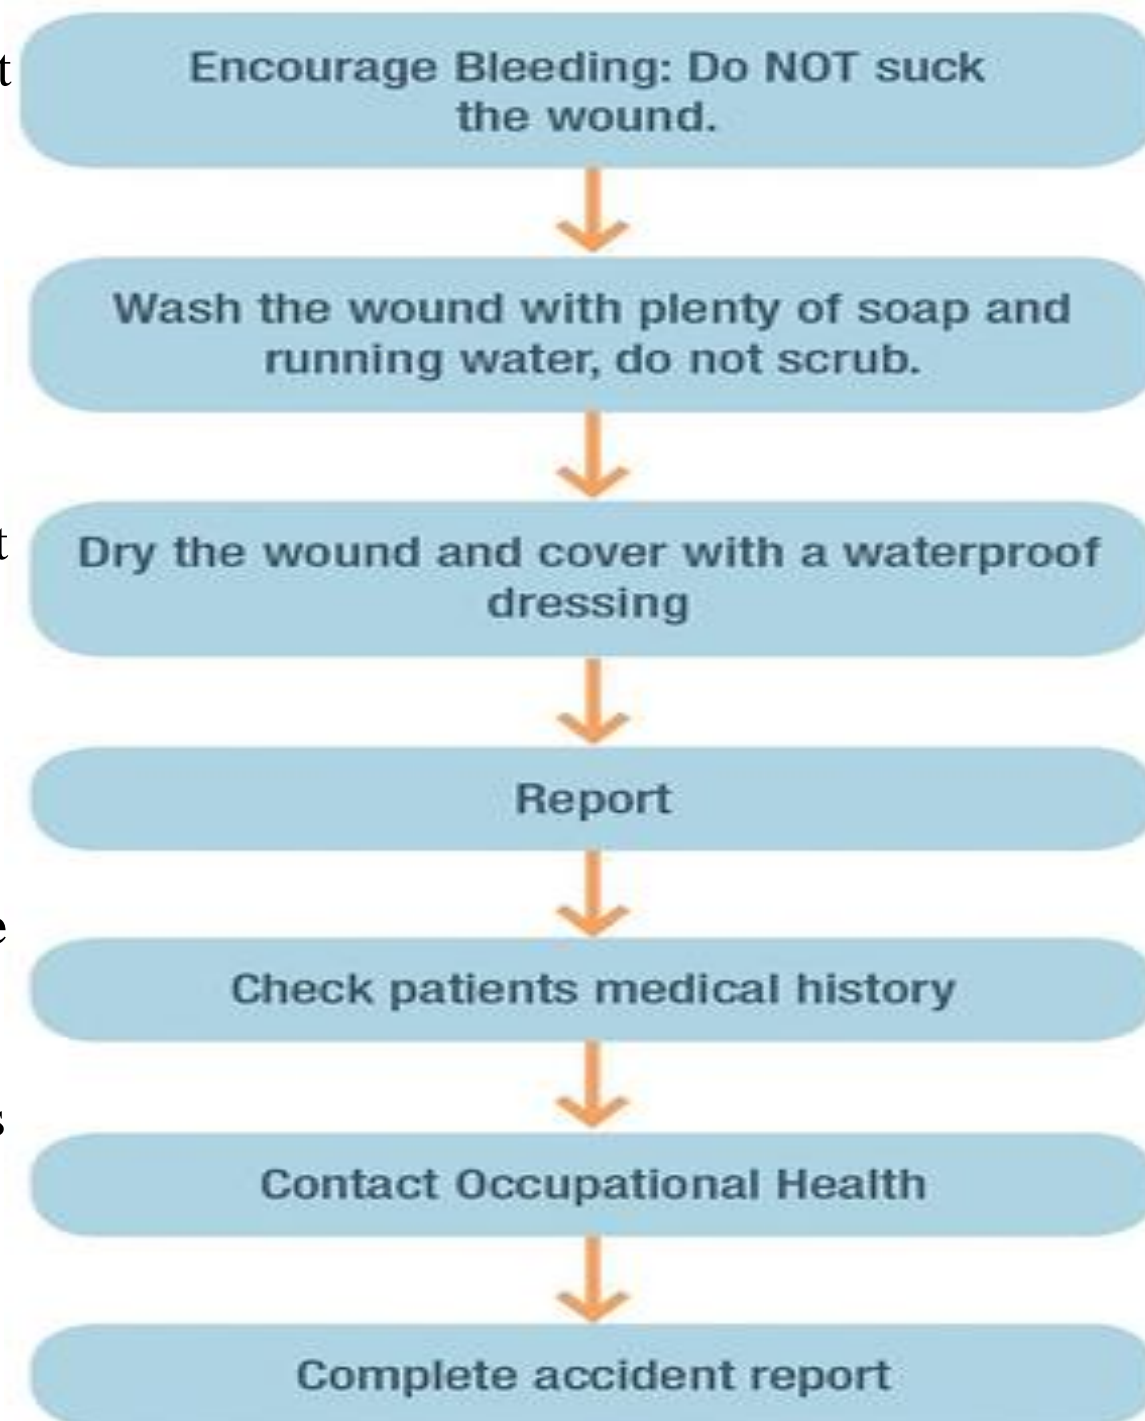 t
Encourage Bleeding: Do NOT suck
the wound.
Wash the wound with plenty of soap and
running water, do not scrub.
t
Dry the wound and cover with a waterproof
dressing
Report
e
Check patients medical history
s
Contact Occupational Health
Complete accident report